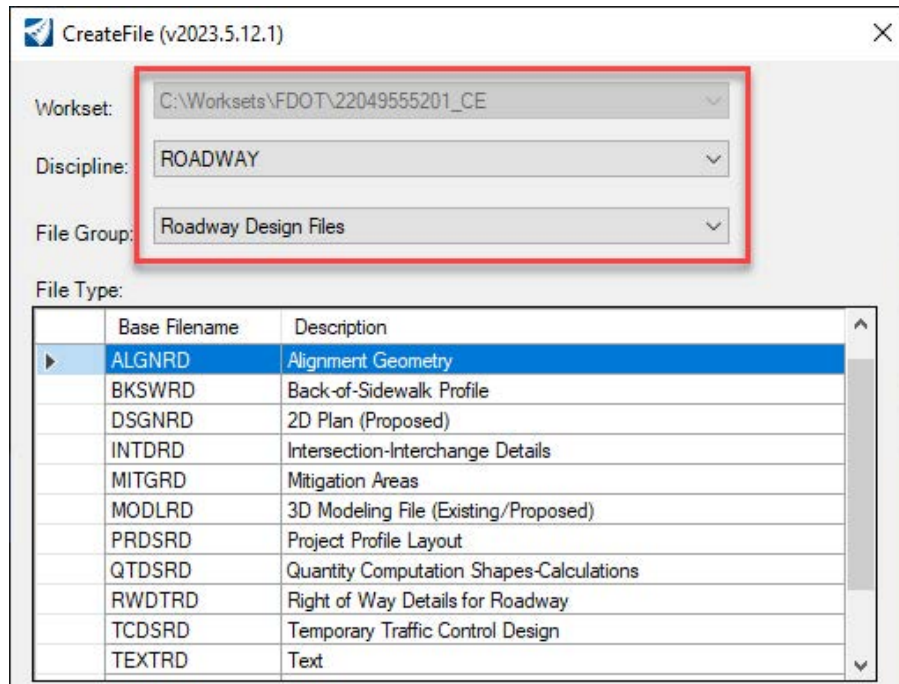 CreateFile (v2023.5.12.1)
Workset: C:\Worksets\FDOT\22049555201_CE
Discipline: ROADWAY
File Group: Roadway Design Files
File Type:
Base Filename Description
ALGNRD Alignment Geometry
BKSWRD Back-of-Sidewalk Profile
DSGNRD 2D Plan (Proposed)
INTDRD Intersection-Interchange Details
MITGRD Mitigation Areas
MODLRD 3D Modeling File (Existing/Proposed)
PRDSRD Project Profile Layout
QTDSRD Quantity Computation Shapes-Calculations
RWDTRD Right of Way Details for Roadway
TCDSRD Temporary Traffic Control Design
TEXTRD Text